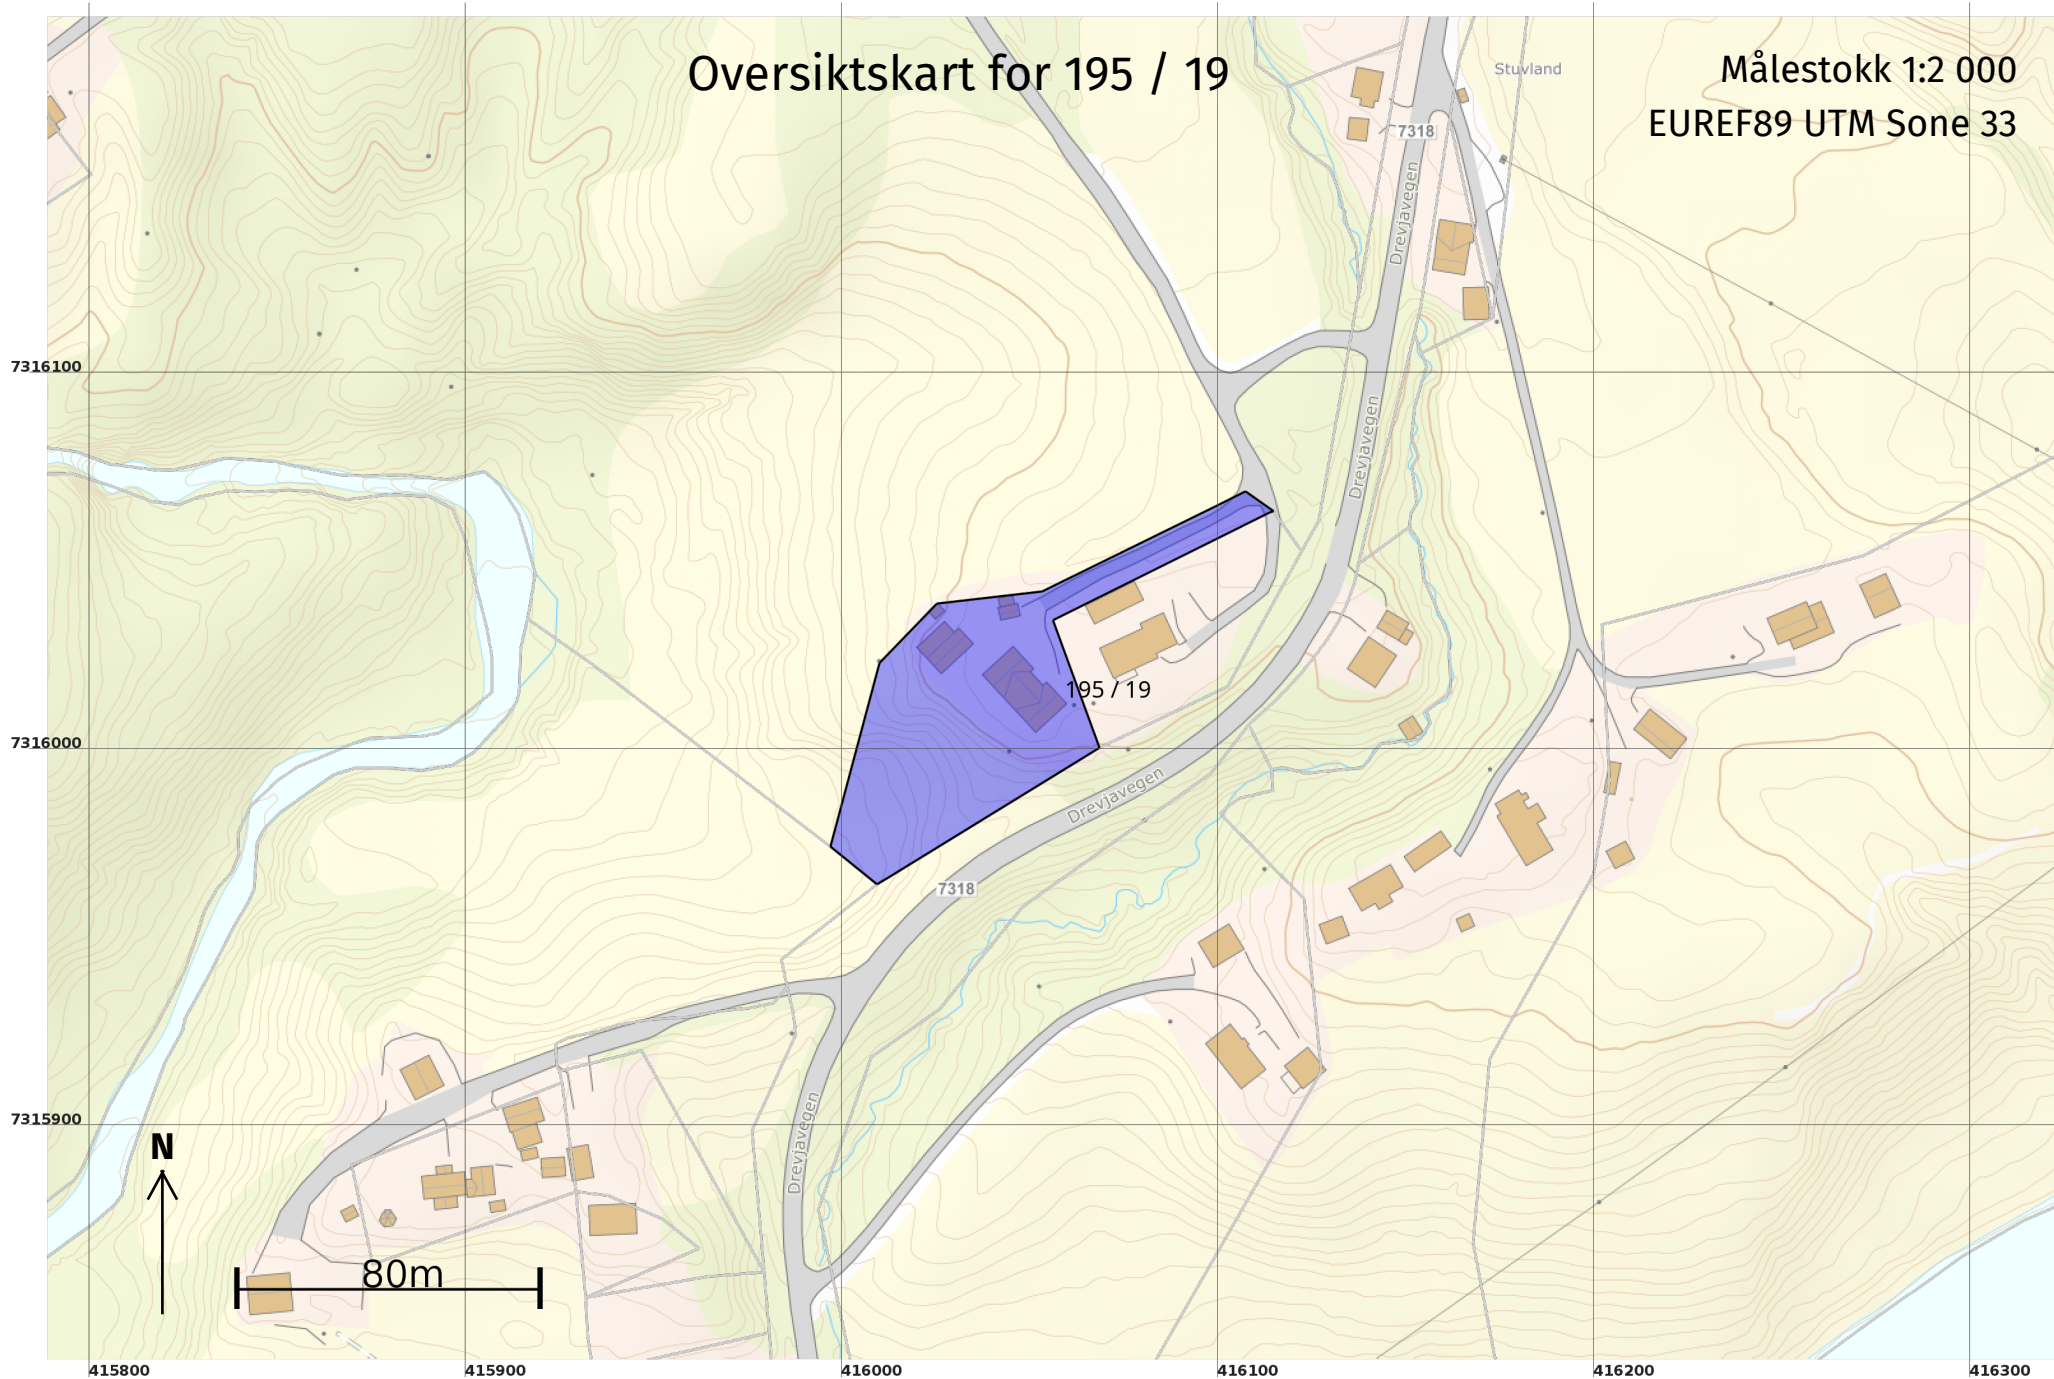 Oversiktskart for 195 / 19
Målestokk 1:2 000
EUREF89 UTM Sone 33
Stuvland
7318
Drevjavegen
7316100
Drevjavegen
195 / 19
7316000
Drevjavegen
7318
7315900
Drevjavegen
N
80m
415800
415900
416000
416100
416200
416300